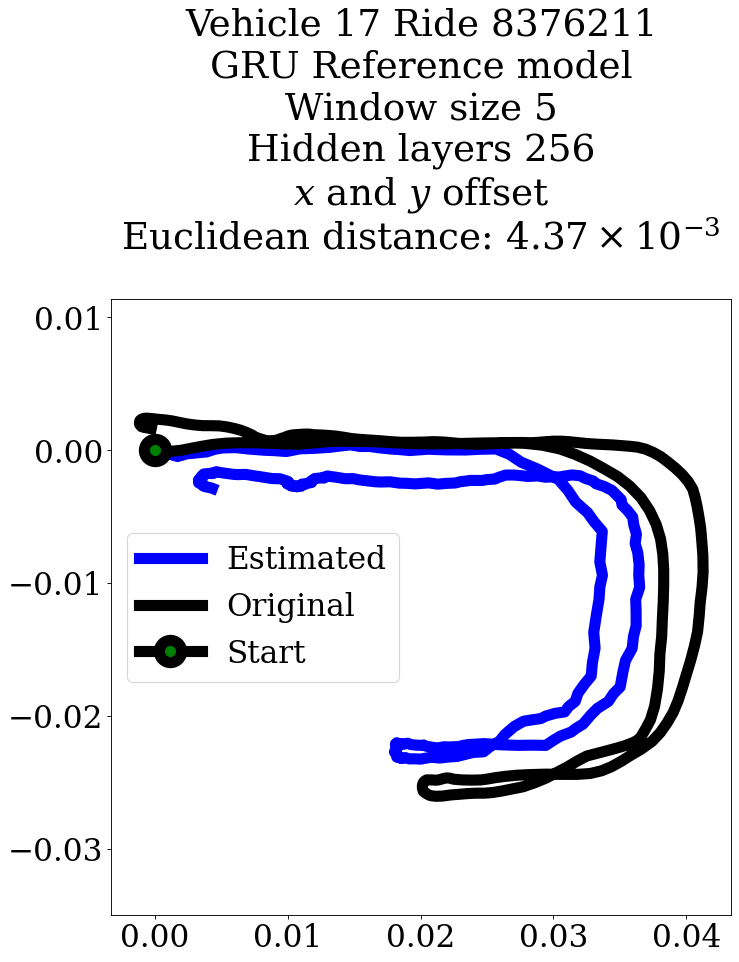 Vehicle 17 Ride 8376211
GRU Reference model
Window size 5
Hidden layers 256
x and y offset
Euclidean distance: 4.37 × 10⁻³
0.01
0.00
−0.01
−0.02
−0.03
Estimated
Original
Start
0.00 0.01 0.02 0.03 0.04